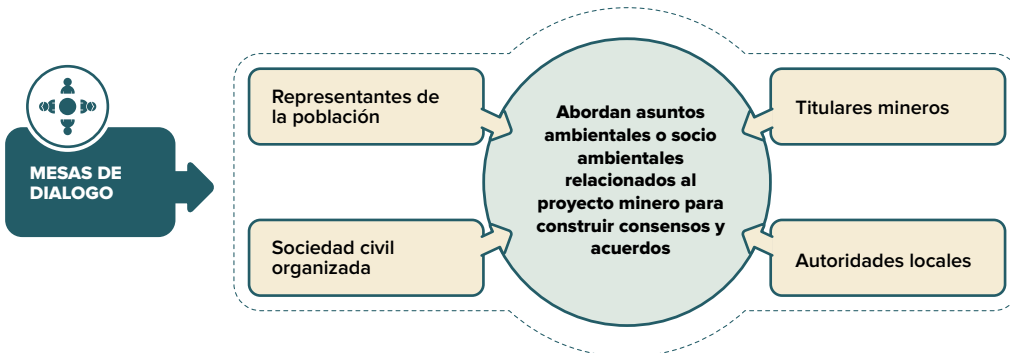 MESAS DE
DIALOGO
Representantes de
la población
Sociedad civil
organizada
Abordan asuntos
ambientales o socio
ambientales
relacionados al
proyecto minero para
construir consensos y
acuerdos
Titulares mineros
Autoridades locales